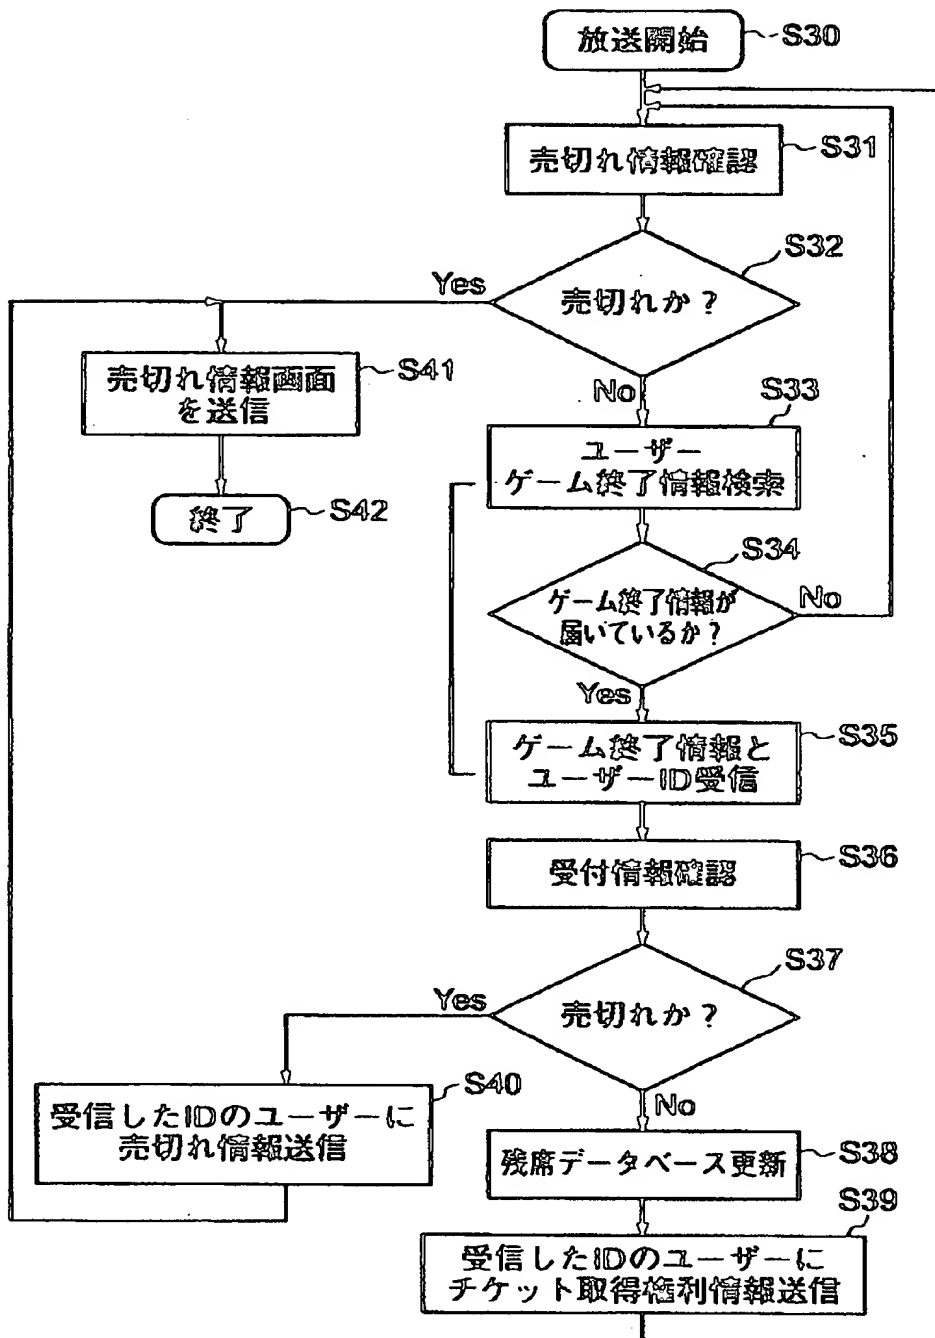 放送開始
S30
売切れ情報確認
S31
売切れか？
S32
Yes
No
売切れ情報画面
を送信
S41
終了
S42
ユーザー
ゲーム終了情報検索
S33
ゲーム終了情報が
届いているか？
S34
No
Yes
ゲーム終了情報と
ユーザーID受信
S35
受付情報確認
S36
売切れか？
S37
Yes
No
受信したIDのユーザーに
売切れ情報送信
S40
残席データベース更新
S38
受信したIDのユーザーに
チケット取得権利情報送信
S39